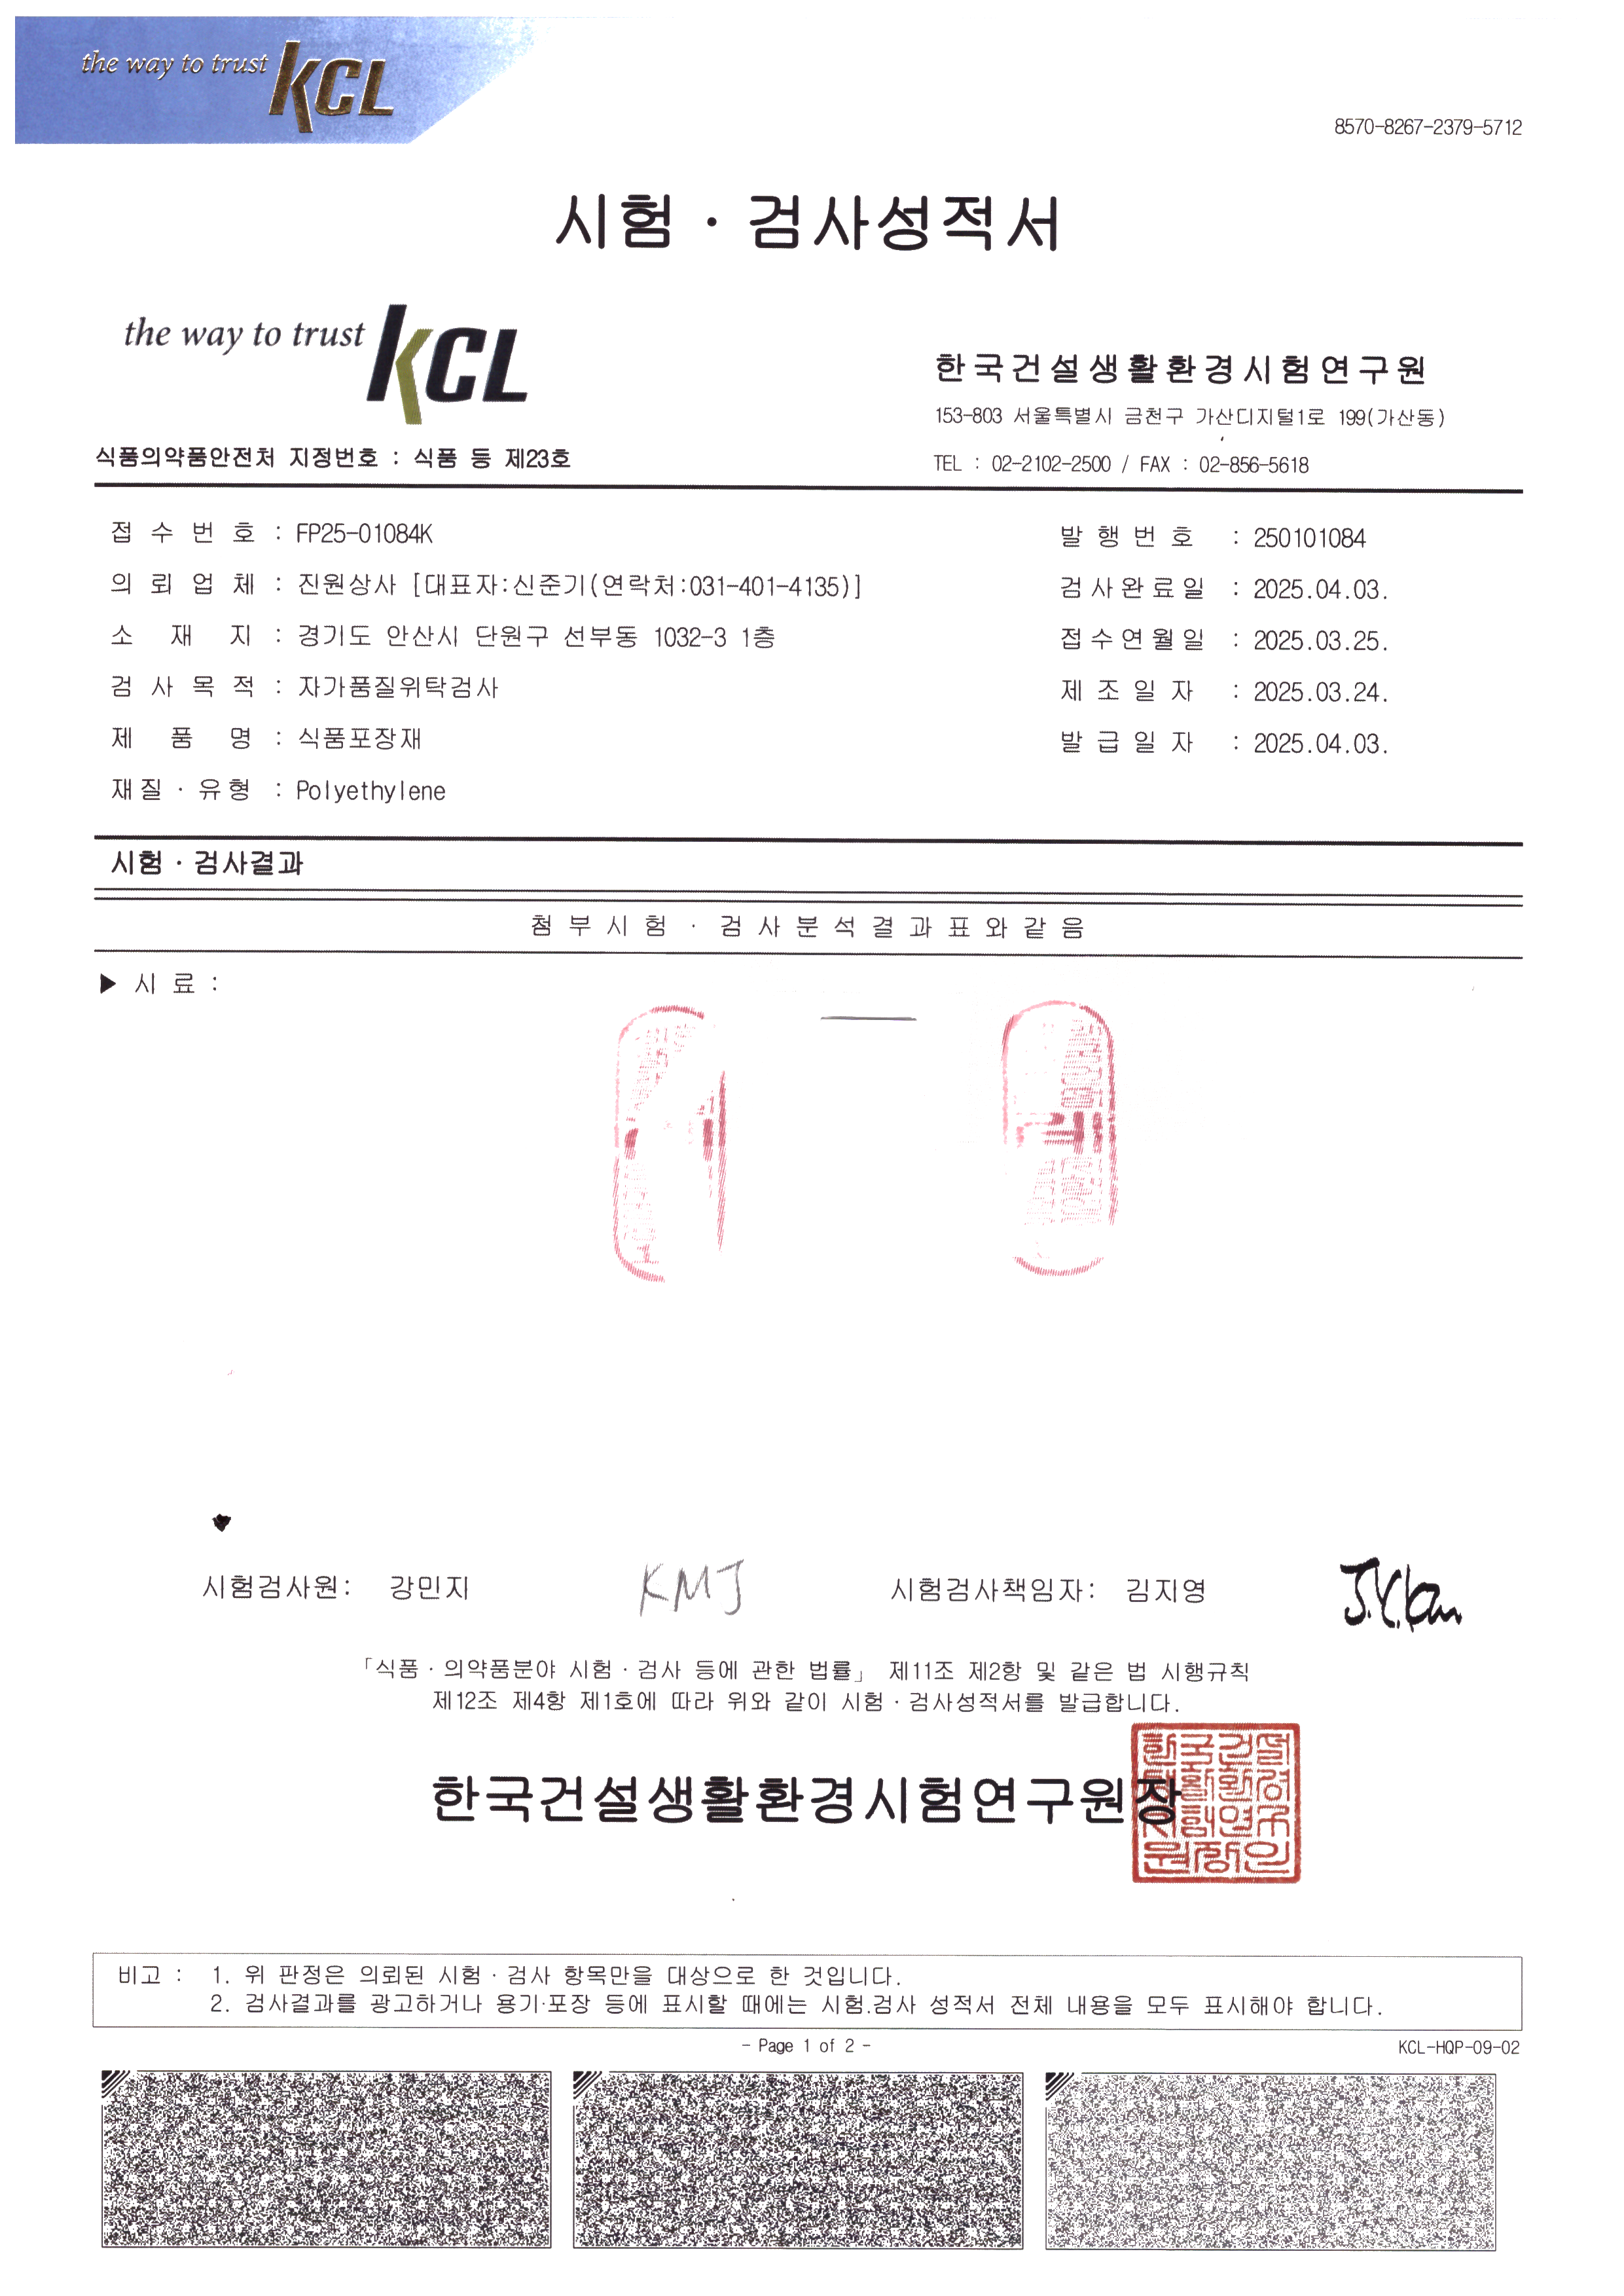 the way to trust KCL
8570-8267-2379-5712
시험 · 검사성적서
the way to trust KCL
한국건설생활환경시험연구원
153-803 서울특별시 금천구 가산디지털1로 199(가산동)
식품의약품안전처 지정번호 : 식품 등 제23호
TEL : 02-2102-2500 / FAX : 02-856-5618
접 수 번 호 : FP25-01084K
발 행 번 호 : 250101084
의 뢰 업 체 : 진원상사 [대표자:신준기(연락처:031-401-4135)]
검사완료일 : 2025.04.03.
소 재 지 : 경기도 안산시 단원구 선부동 1032-3 1층
접수연월일 : 2025.03.25.
검 사 목 적 : 자가품질위탁검사
제 조 일 자 : 2025.03.24.
제 품 명 : 식품포장재
발 급 일 자 : 2025.04.03.
재질 · 유형 : Polyethylene
시험 · 검사결과
첨 부 시 험 · 검 사 분 석 결 과 표 와 같 음
▶ 시 료 :
시험검사원: 강민지 KMJ 시험검사책임자: 김지영
「식품 · 의약품분야 시험 · 검사 등에 관한 법률」 제11조 제2항 및 같은 법 시행규칙
제12조 제4항 제1호에 따라 위와 같이 시험 · 검사성적서를 발급합니다.
한국건설생활환경시험연구원장
비고 : 1. 위 판정은 의뢰된 시험 · 검사 항목만을 대상으로 한 것입니다.
2. 검사결과를 광고하거나 용기·포장 등에 표시할 때에는 시험.검사 성적서 전체 내용을 모두 표시해야 합니다.
- Page 1 of 2 -
KCL-HQP-09-02